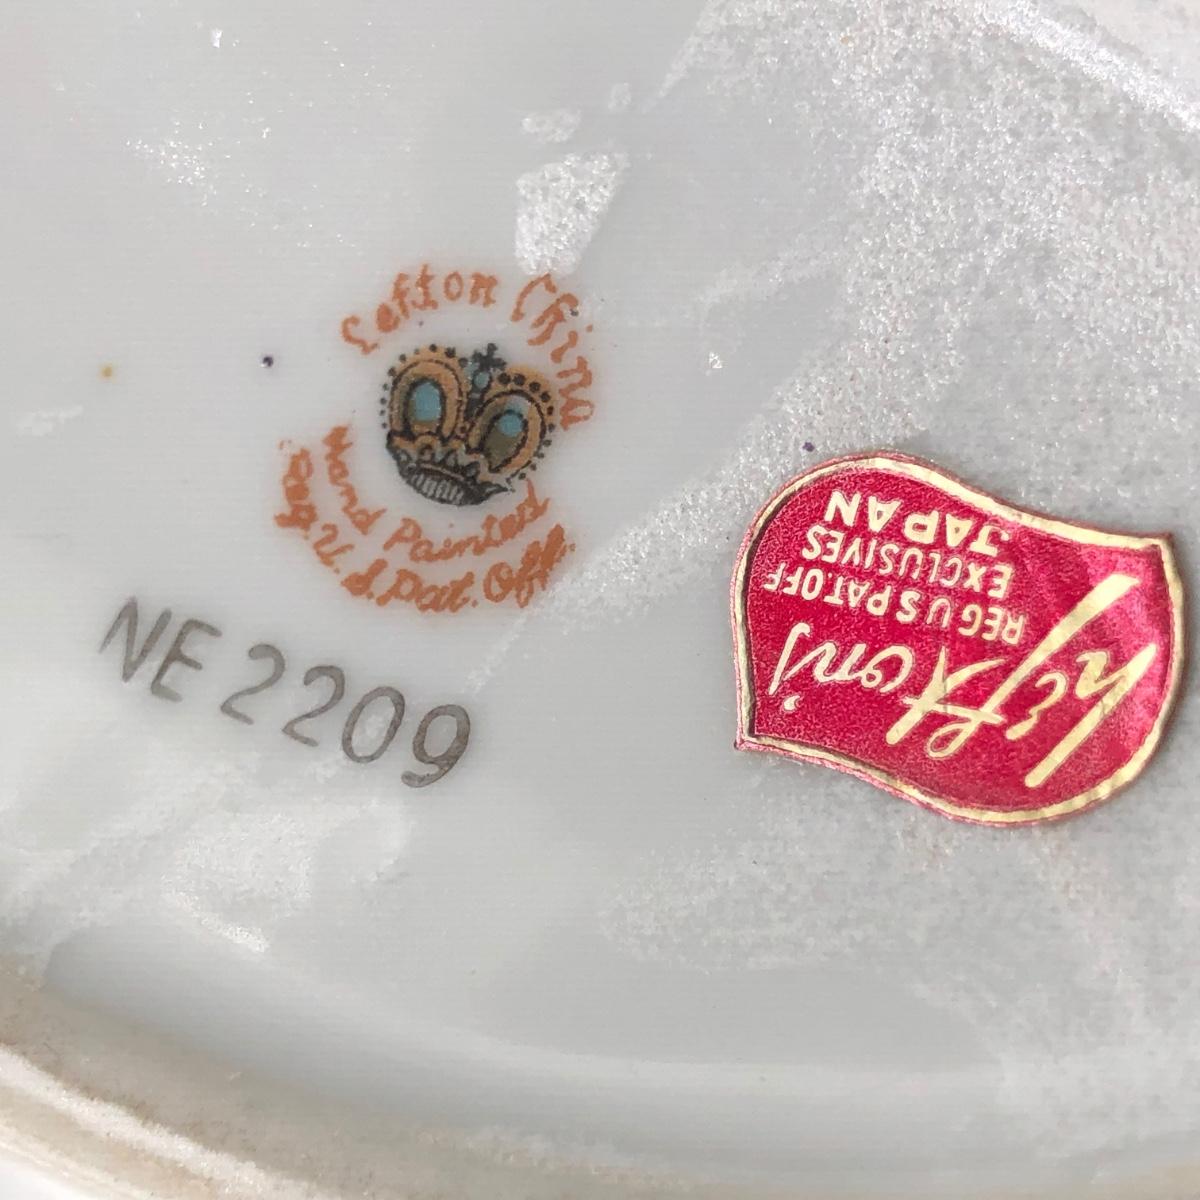 Lefton China
Hand Painted
Reg. U. S. Pat. Off.
NE 2209
Lefton's
REG U S PAT.OFF
EXCLUSIVES
JAPAN